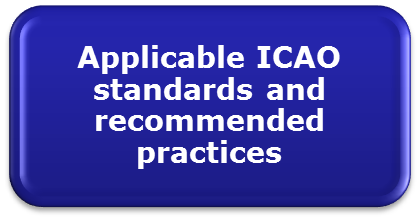 Applicable ICAO
standards and
recommended
practices